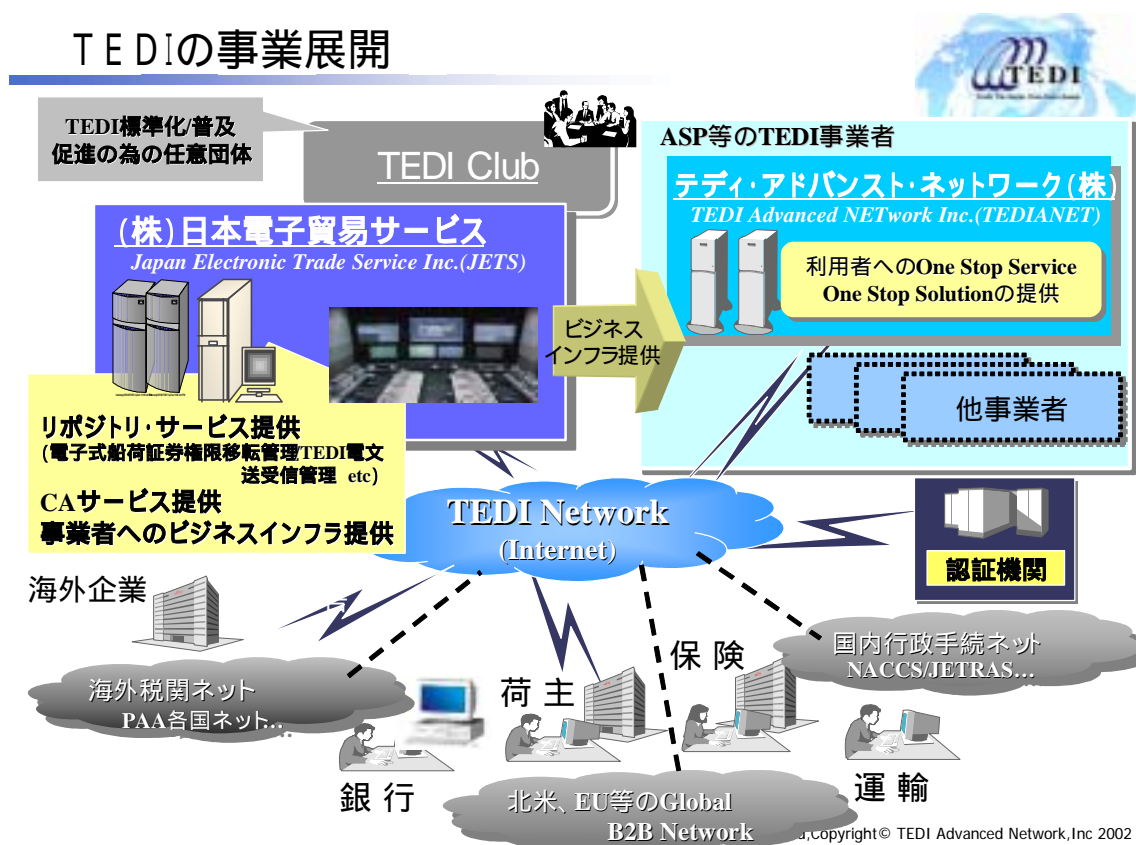 TEDIの事業展開
TEDI
TEDI標準化/普及
促進の為の任意団体
TEDI Club
ASP等のTEDI事業者
テディ・アドバンスト・ネットワーク(株)
TEDI Advanced NETwork Inc.(TEDIANET)
利用者へのOne Stop Service
One Stop Solutionの提供
(株)日本電子貿易サービス
Japan Electronic Trade Service Inc.(JETS)
ビジネス
インフラ提供
他事業者
リポジトリ・サービス提供
(電子式船荷証券権限移転管理/TEDI電文
送受信管理 etc)
CAサービス提供
事業者へのビジネスインフラ提供
TEDI Network
(Internet)
認証機関
海外企業
海外税関ネット
PAA各国ネット…
国内行政手続ネット
NACCS/JETRAS…
保 険
荷 主
銀 行
運 輸
北米、EU等のGlobal
B2B Network
,Copyright© TEDI Advanced Network,Inc 2002